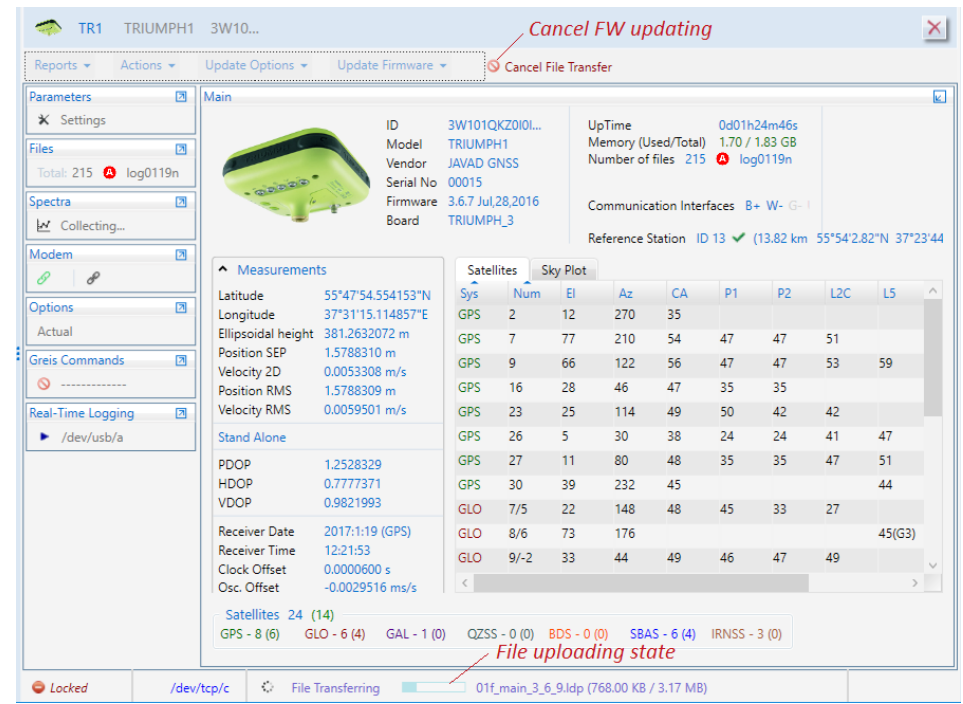 TR1 TRIUMPH1 3W10...
Cancel FW updating
Reports Actions Update Options Update Firmware Cancel File Transfer
Parameters
Settings
Files
Total: 215 A log0119n
Spectra
Collecting...
Modem
Options
Actual
Greis Commands
-------------
Real-Time Logging
/dev/usb/a
Main
ID 3W101QKZ0I0I...
Model TRIUMPH1
Vendor JAVAD GNSS
Serial No 00015
Firmware 3.6.7 Jul,28,2016
Board TRIUMPH_3
UpTime 0d01h24m46s
Memory (Used/Total) 1.70 / 1.83 GB
Number of files 215 A log0119n
Communication Interfaces B+ W- G-
Reference Station ID 13 (13.82 km 55°54'2.82"N 37°23'44
Measurements
Latitude 55°47'54.554153"N
Longitude 37°31'15.114857"E
Ellipsoidal height 381.2632072 m
Position SEP 1.5788310 m
Velocity 2D 0.0053308 m/s
Position RMS 1.5788309 m
Velocity RMS 0.0059501 m/s
Stand Alone
PDOP 1.2528329
HDOP 0.7777371
VDOP 0.9821993
Receiver Date 2017:1:19 (GPS)
Receiver Time 12:21:53
Clock Offset 0.0000600 s
Osc. Offset -0.0029516 ms/s
Satellites Sky Plot
Sys Num El Az CA P1 P2 L2C L5
GPS 2 12 270 35
GPS 7 77 210 54 47 47 51
GPS 9 66 122 56 47 47 53 59
GPS 16 28 46 47 35 35
GPS 23 25 114 49 50 42 42
GPS 26 5 30 38 24 24 41 47
GPS 27 11 80 48 35 35 47 51
GPS 30 39 232 45 44
GLO 7/5 22 148 48 45 33 27
GLO 8/6 73 176 45(G3)
GLO 9/-2 33 44 49 46 47 49
Satellites 24 (14)
GPS - 8 (6) GLO - 6 (4) GAL - 1 (0) QZSS - 0 (0) BDS - 0 (0) SBAS - 6 (4) IRNSS - 3 (0)
File uploading state
Locked /dev/tcp/c File Transferring 01f_main_3_6_9.ldp (768.00 KB / 3.17 MB)